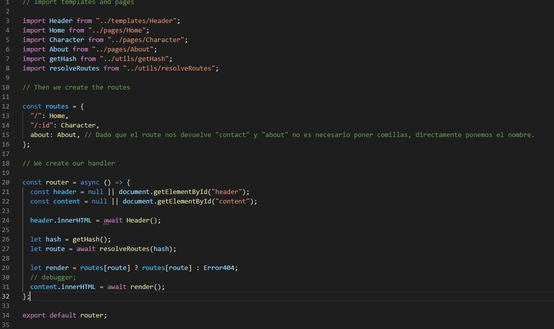 1 // import templates and pages
2
3 import Header from "../templates/Header";
4 import Home from "../pages/Home";
5 import Character from "../pages/Character";
6 import About from "../pages/About";
7 import getHash from "../utils/getHash";
8 import resolveRoutes from "../utils/resolveRoutes";
9
10 // Then we create the routes
11
12 const routes = {
13 "/": Home,
14 "/:id": Character,
15 about: About, // Dado que el route nos devuelve "contact" y "about" no es necesario poner comillas, directamente ponemos el nombre.
16 };
17
18 // We create our handler
19
20 const router = async () => {
21 const header = null || document.getElementById("header");
22 const content = null || document.getElementById("content");
23
24 header.innerHTML = await Header();
25
26 let hash = getHash();
27 let route = await resolveRoutes(hash);
28
29 let render = routes[route] ? routes[route] : Error404;
30 // debugger;
31 content.innerHTML = await render();
32 };
33
34 export default router;
35